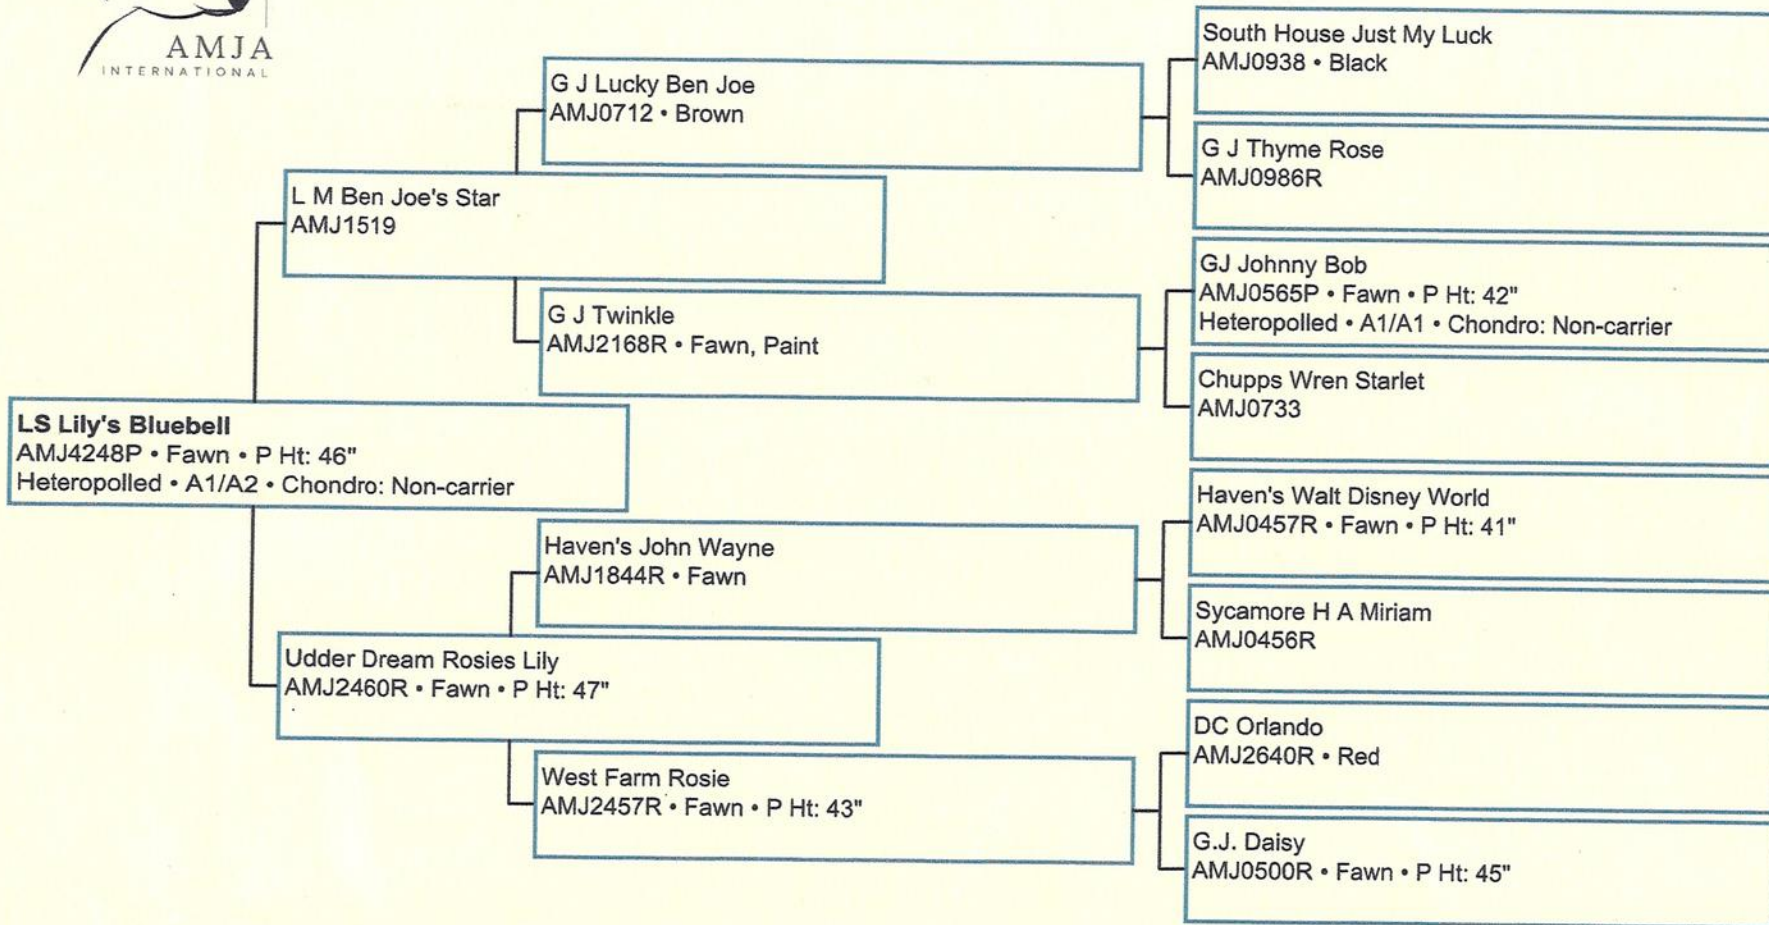 AMJA
INTERNATIONAL
LS Lily's Bluebell
AMJ4248P • Fawn • P Ht: 46"
Heteropolled • A1/A2 • Chondro: Non-carrier
L M Ben Joe's Star
AMJ1519
Udder Dream Rosies Lily
AMJ2460R • Fawn • P Ht: 47"
G J Lucky Ben Joe
AMJ0712 • Brown
G J Twinkle
AMJ2168R • Fawn, Paint
Haven's John Wayne
AMJ1844R • Fawn
West Farm Rosie
AMJ2457R • Fawn • P Ht: 43"
South House Just My Luck
AMJ0938 • Black
G J Thyme Rose
AMJ0986R
GJ Johnny Bob
AMJ0565P • Fawn • P Ht: 42"
Heteropolled • A1/A1 • Chondro: Non-carrier
Chupps Wren Starlet
AMJ0733
Haven's Walt Disney World
AMJ0457R • Fawn • P Ht: 41"
Sycamore H A Miriam
AMJ0456R
DC Orlando
AMJ2640R • Red
G.J. Daisy
AMJ0500R • Fawn • P Ht: 45"